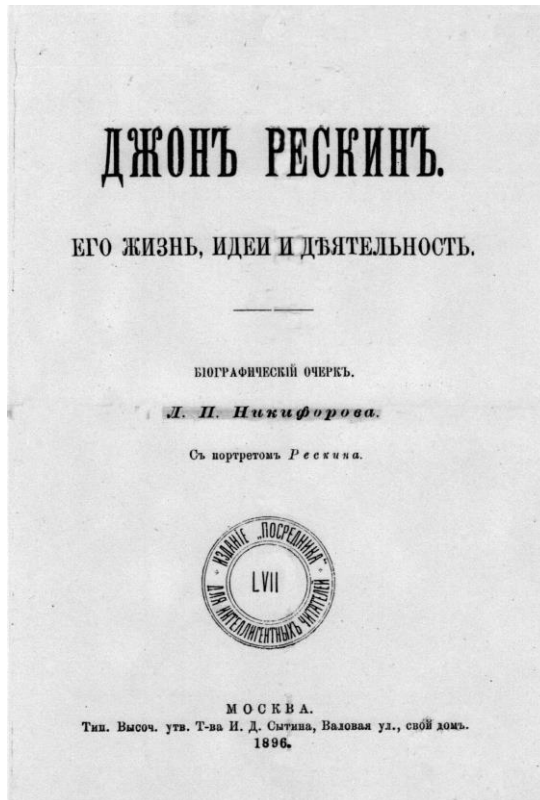 ДЖОНЪ РЕСКИНЪ.
ЕГО ЖИЗНЬ, ИДЕИ И ДѢЯТЕЛЬНОСТЬ.
БІОГРАФИЧЕСКІЙ ОЧЕРКЪ.
Л. П. Никифорова.
Съ портретомъ Рескина.
ИЗДАНІЕ „ПОСРЕДНИКА“
LVII
ДЛЯ ИНТЕЛЛИГЕНТНЫХЪ ЧИТАТЕЛЕЙ
МОСКВА.
Тип. Высоч. утв. Т-ва И. Д. Сытина, Валовая ул., свой домъ.
1896.